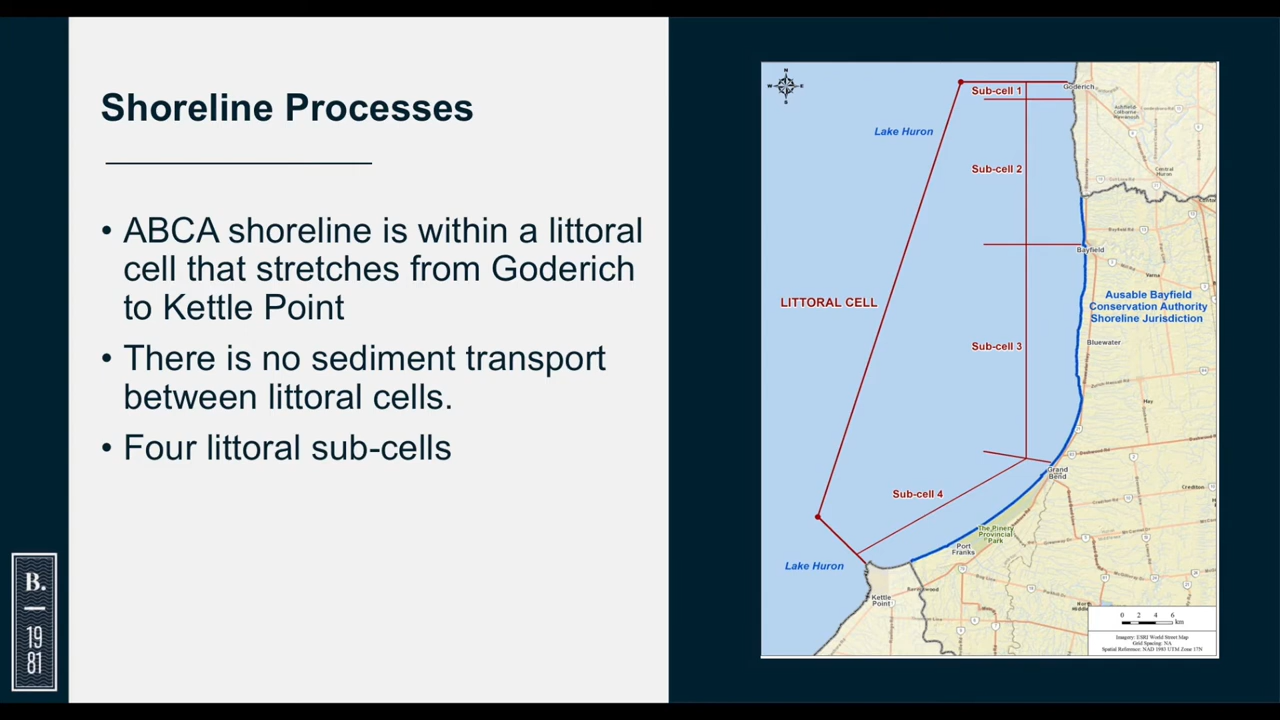 Shoreline Processes
• ABCA shoreline is within a littoral
cell that stretches from Goderich
to Kettle Point
• There is no sediment transport
between littoral cells.
• Four littoral sub-cells
B.
19
81
N
W
E
S
Sub-cell 1
Goderich
Lake Huron
Sub-cell 2
Central
Huron
Bayfield
Varna
LITTORAL CELL
Ausable Bayfield
Conservation Authority
Shoreline Jurisdiction
Sub-cell 3
Bluewater
Hay
Grand
Bend
Sub-cell 4
Crediton
The Pinery
Provincial
Park
Port
Franks
Lake Huron
Kettle
Point
0 2 4 6
km
Imagery: ESRI World Street Map
Grid Spacing: NA
Spatial Reference: NAD 1983 UTM Zone 17N